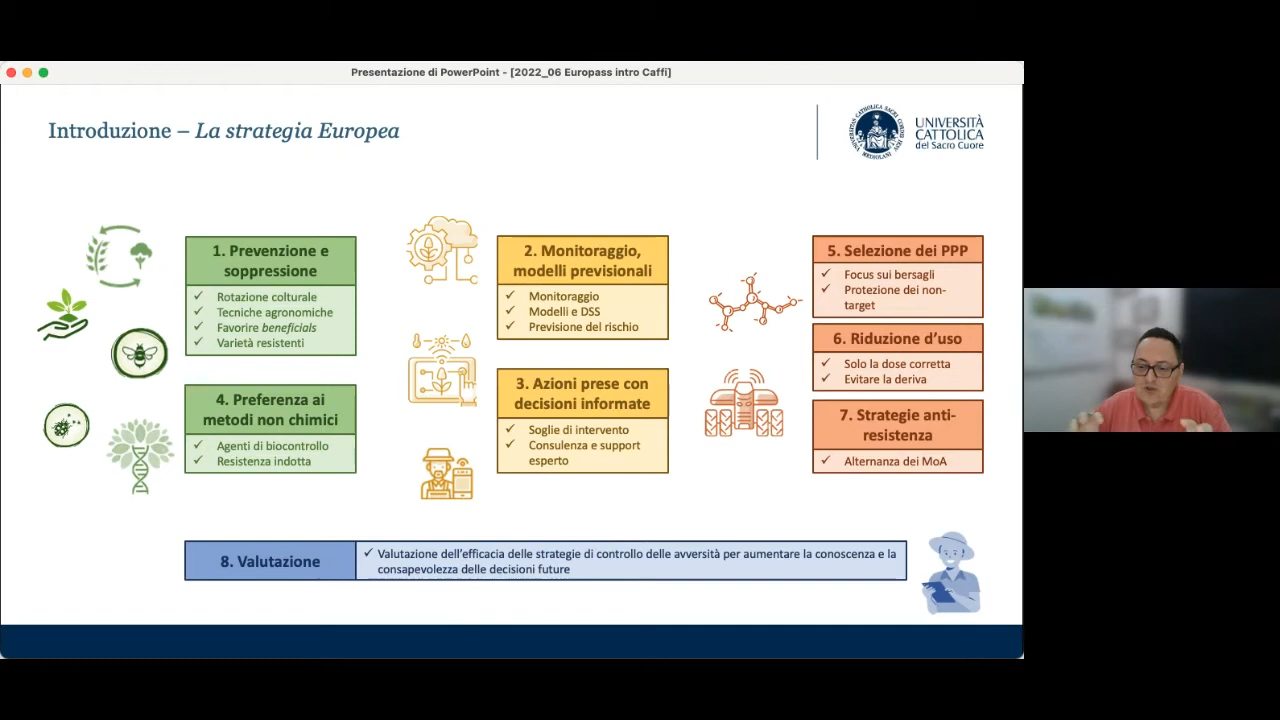 Presentazione di PowerPoint - [2022_06 Europass intro Caffi]
Introduzione – La strategia Europea
UNIVERSITÀ
CATTOLICA
del Sacro Cuore
1. Prevenzione e
soppressione
✓ Rotazione colturale
✓ Tecniche agronomiche
✓ Favorire beneficials
✓ Varietà resistenti
4. Preferenza ai
metodi non chimici
✓ Agenti di biocontrollo
✓ Resistenza indotta
2. Monitoraggio,
modelli previsionali
✓ Monitoraggio
✓ Modelli e DSS
✓ Previsione del rischio
3. Azioni prese con
decisioni informate
✓ Soglie di intervento
✓ Consulenza e support
esperto
5. Selezione dei PPP
✓ Focus sui bersagli
✓ Protezione dei non-
target
6. Riduzione d'uso
✓ Solo la dose corretta
✓ Evitare la deriva
7. Strategie anti-
resistenza
✓ Alternanza dei MoA
8. Valutazione
✓ Valutazione dell'efficacia delle strategie di controllo delle avversità per aumentare la conoscenza e la
consapevolezza delle decisioni future